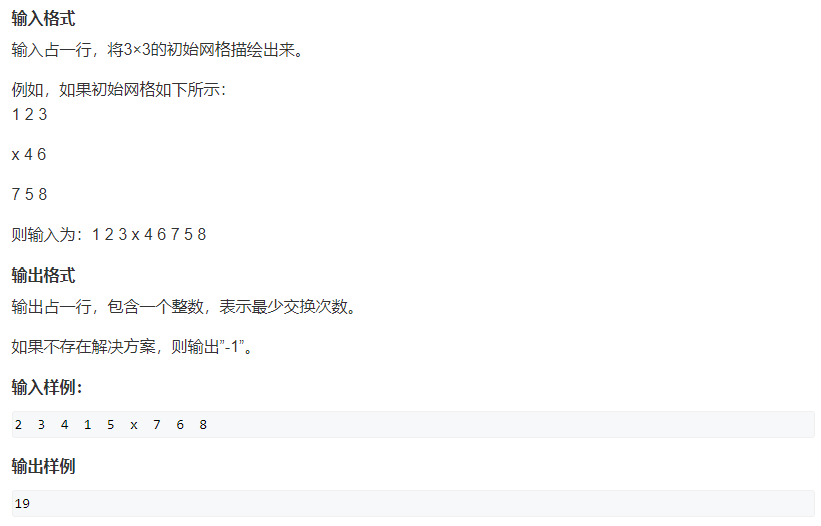 输入格式
输入占一行，将3×3的初始网格描绘出来。
例如，如果初始网格如下所示：
1 2 3
x 4 6
7 5 8
则输入为：1 2 3 x 4 6 7 5 8
输出格式
输出占一行，包含一个整数，表示最少交换次数。
如果不存在解决方案，则输出”-1”。
输入样例：
2  3  4  1  5  x  7  6  8
输出样例
19